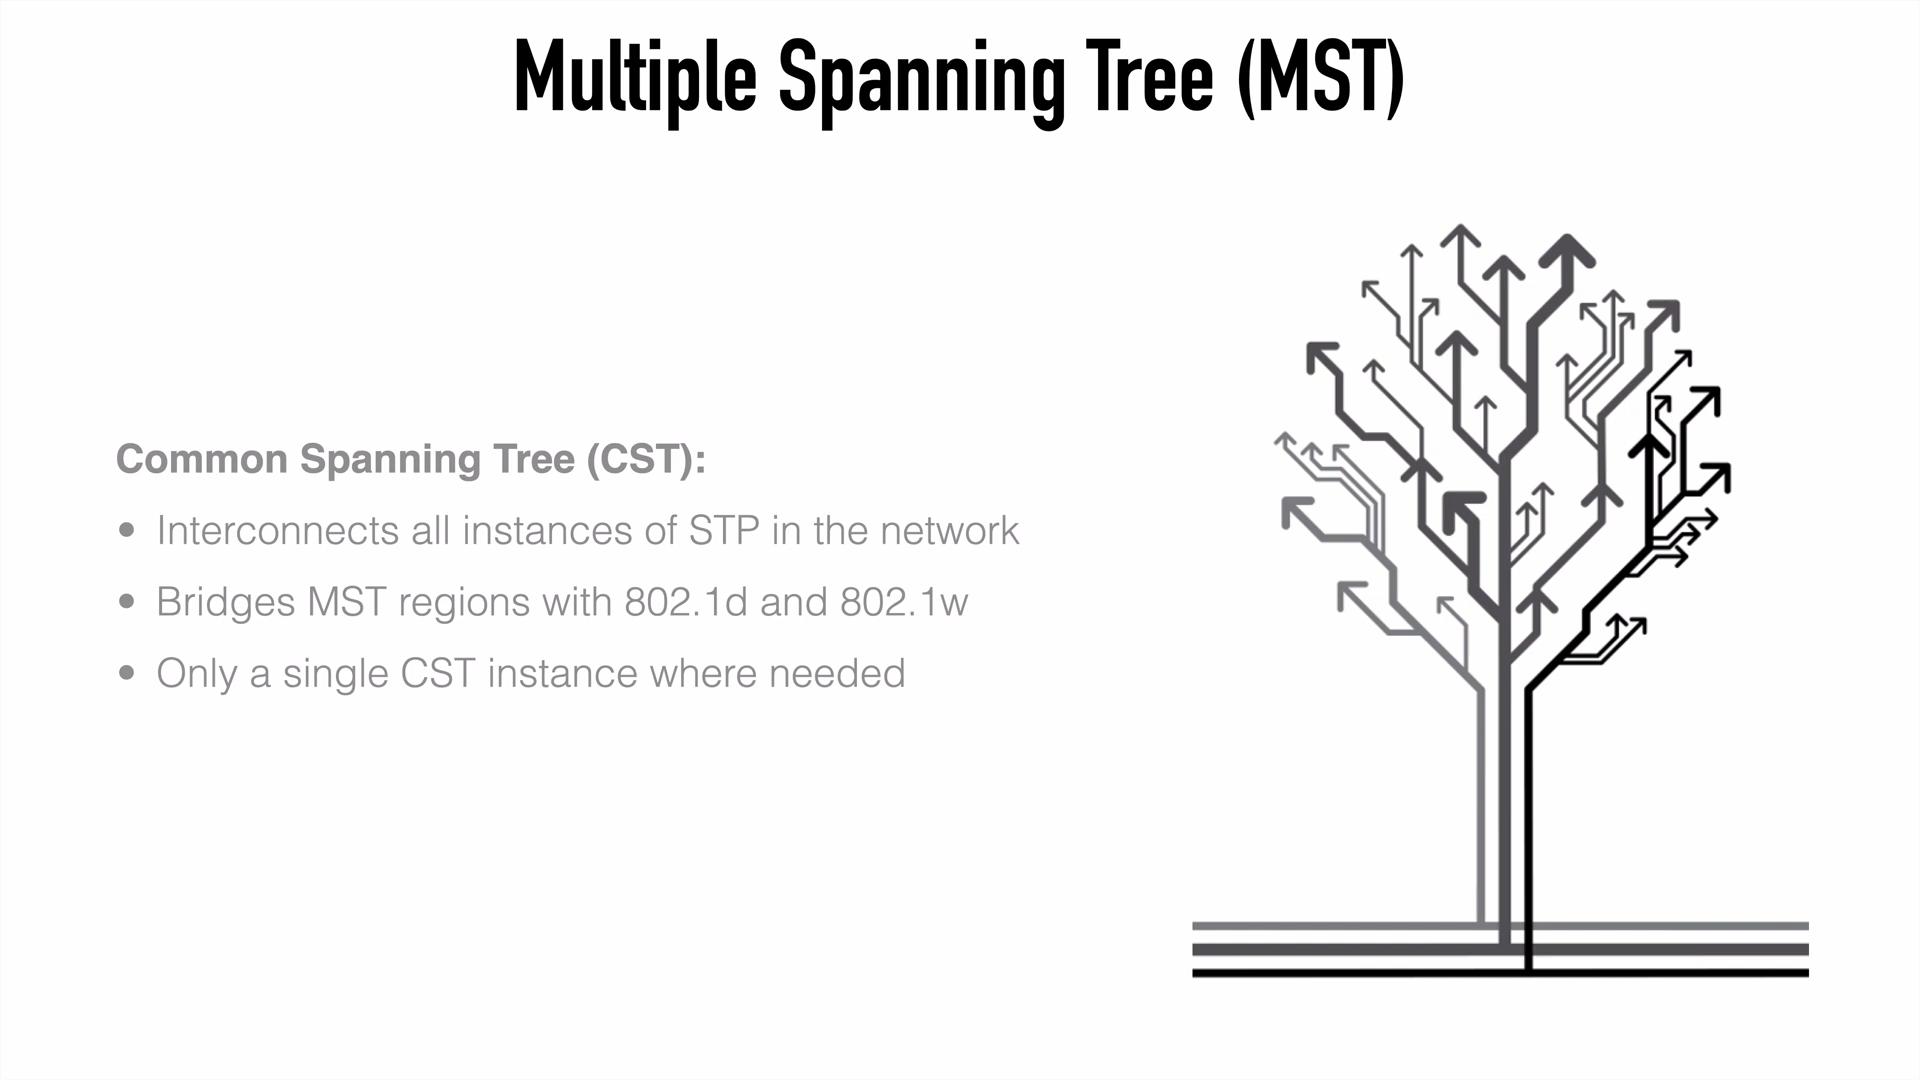 Multiple Spanning Tree (MST)
Common Spanning Tree (CST):
• Interconnects all instances of STP in the network
• Bridges MST regions with 802.1d and 802.1w
• Only a single CST instance where needed